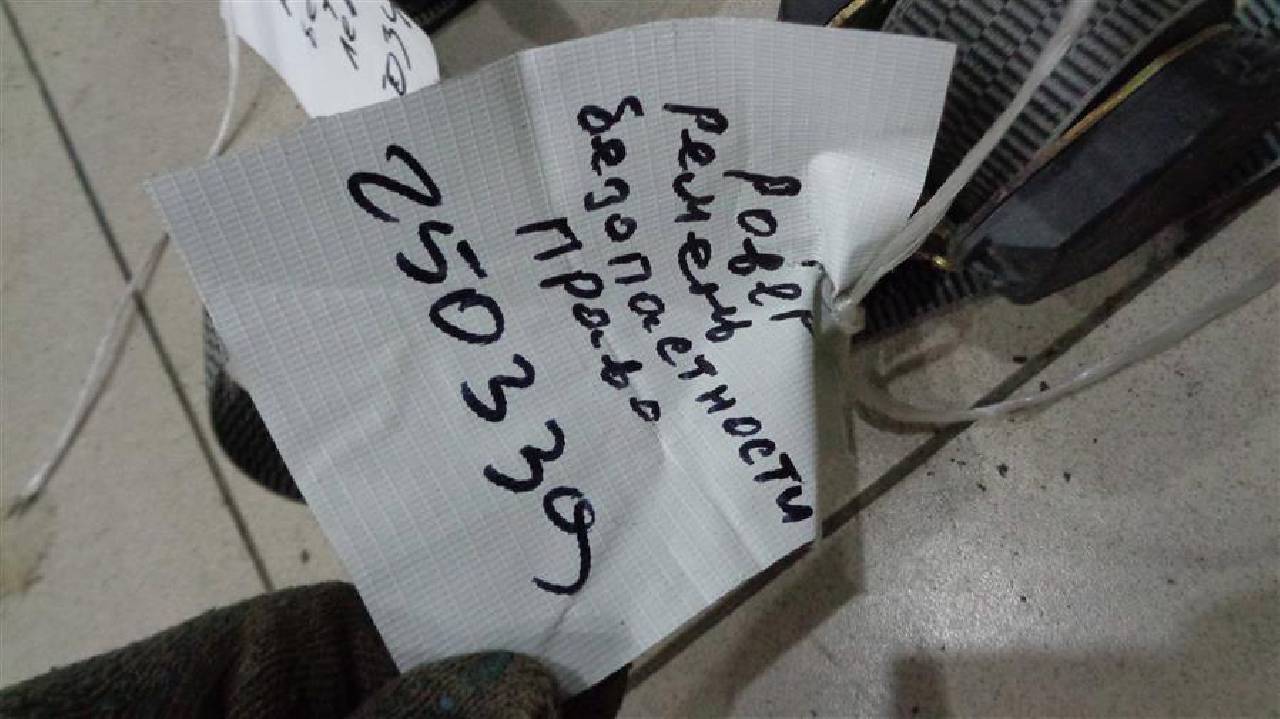 Ровер
Ремень
безопасности
Право
250339